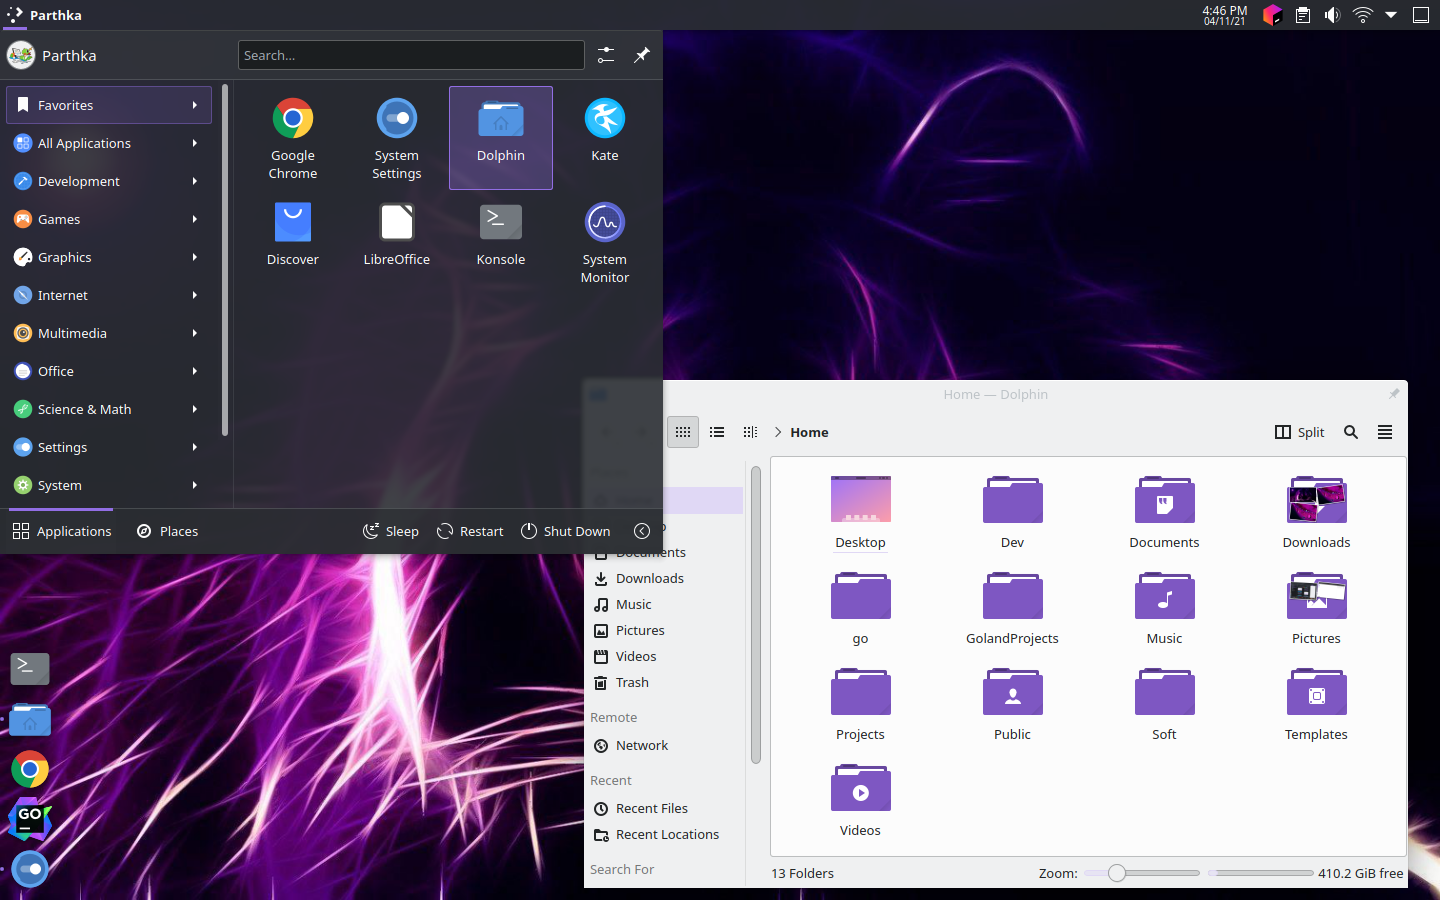 Parthka
4:46 PM
04/11/21
Parthka
Search...
Favorites
All Applications
Development
Games
Graphics
Internet
Multimedia
Office
Science & Math
Settings
System
Google
Chrome
System
Settings
Dolphin
Kate
Discover
LibreOffice
Konsole
System
Monitor
Applications
Places
Sleep
Restart
Shut Down
Home — Dolphin
Home
Split
Documents
Downloads
Music
Pictures
Videos
Trash
Remote
Network
Recent
Recent Files
Recent Locations
Search For
Desktop
Dev
Documents
Downloads
go
GolandProjects
Music
Pictures
Projects
Public
Soft
Templates
Videos
13 Folders
Zoom:
410.2 GiB free
GO